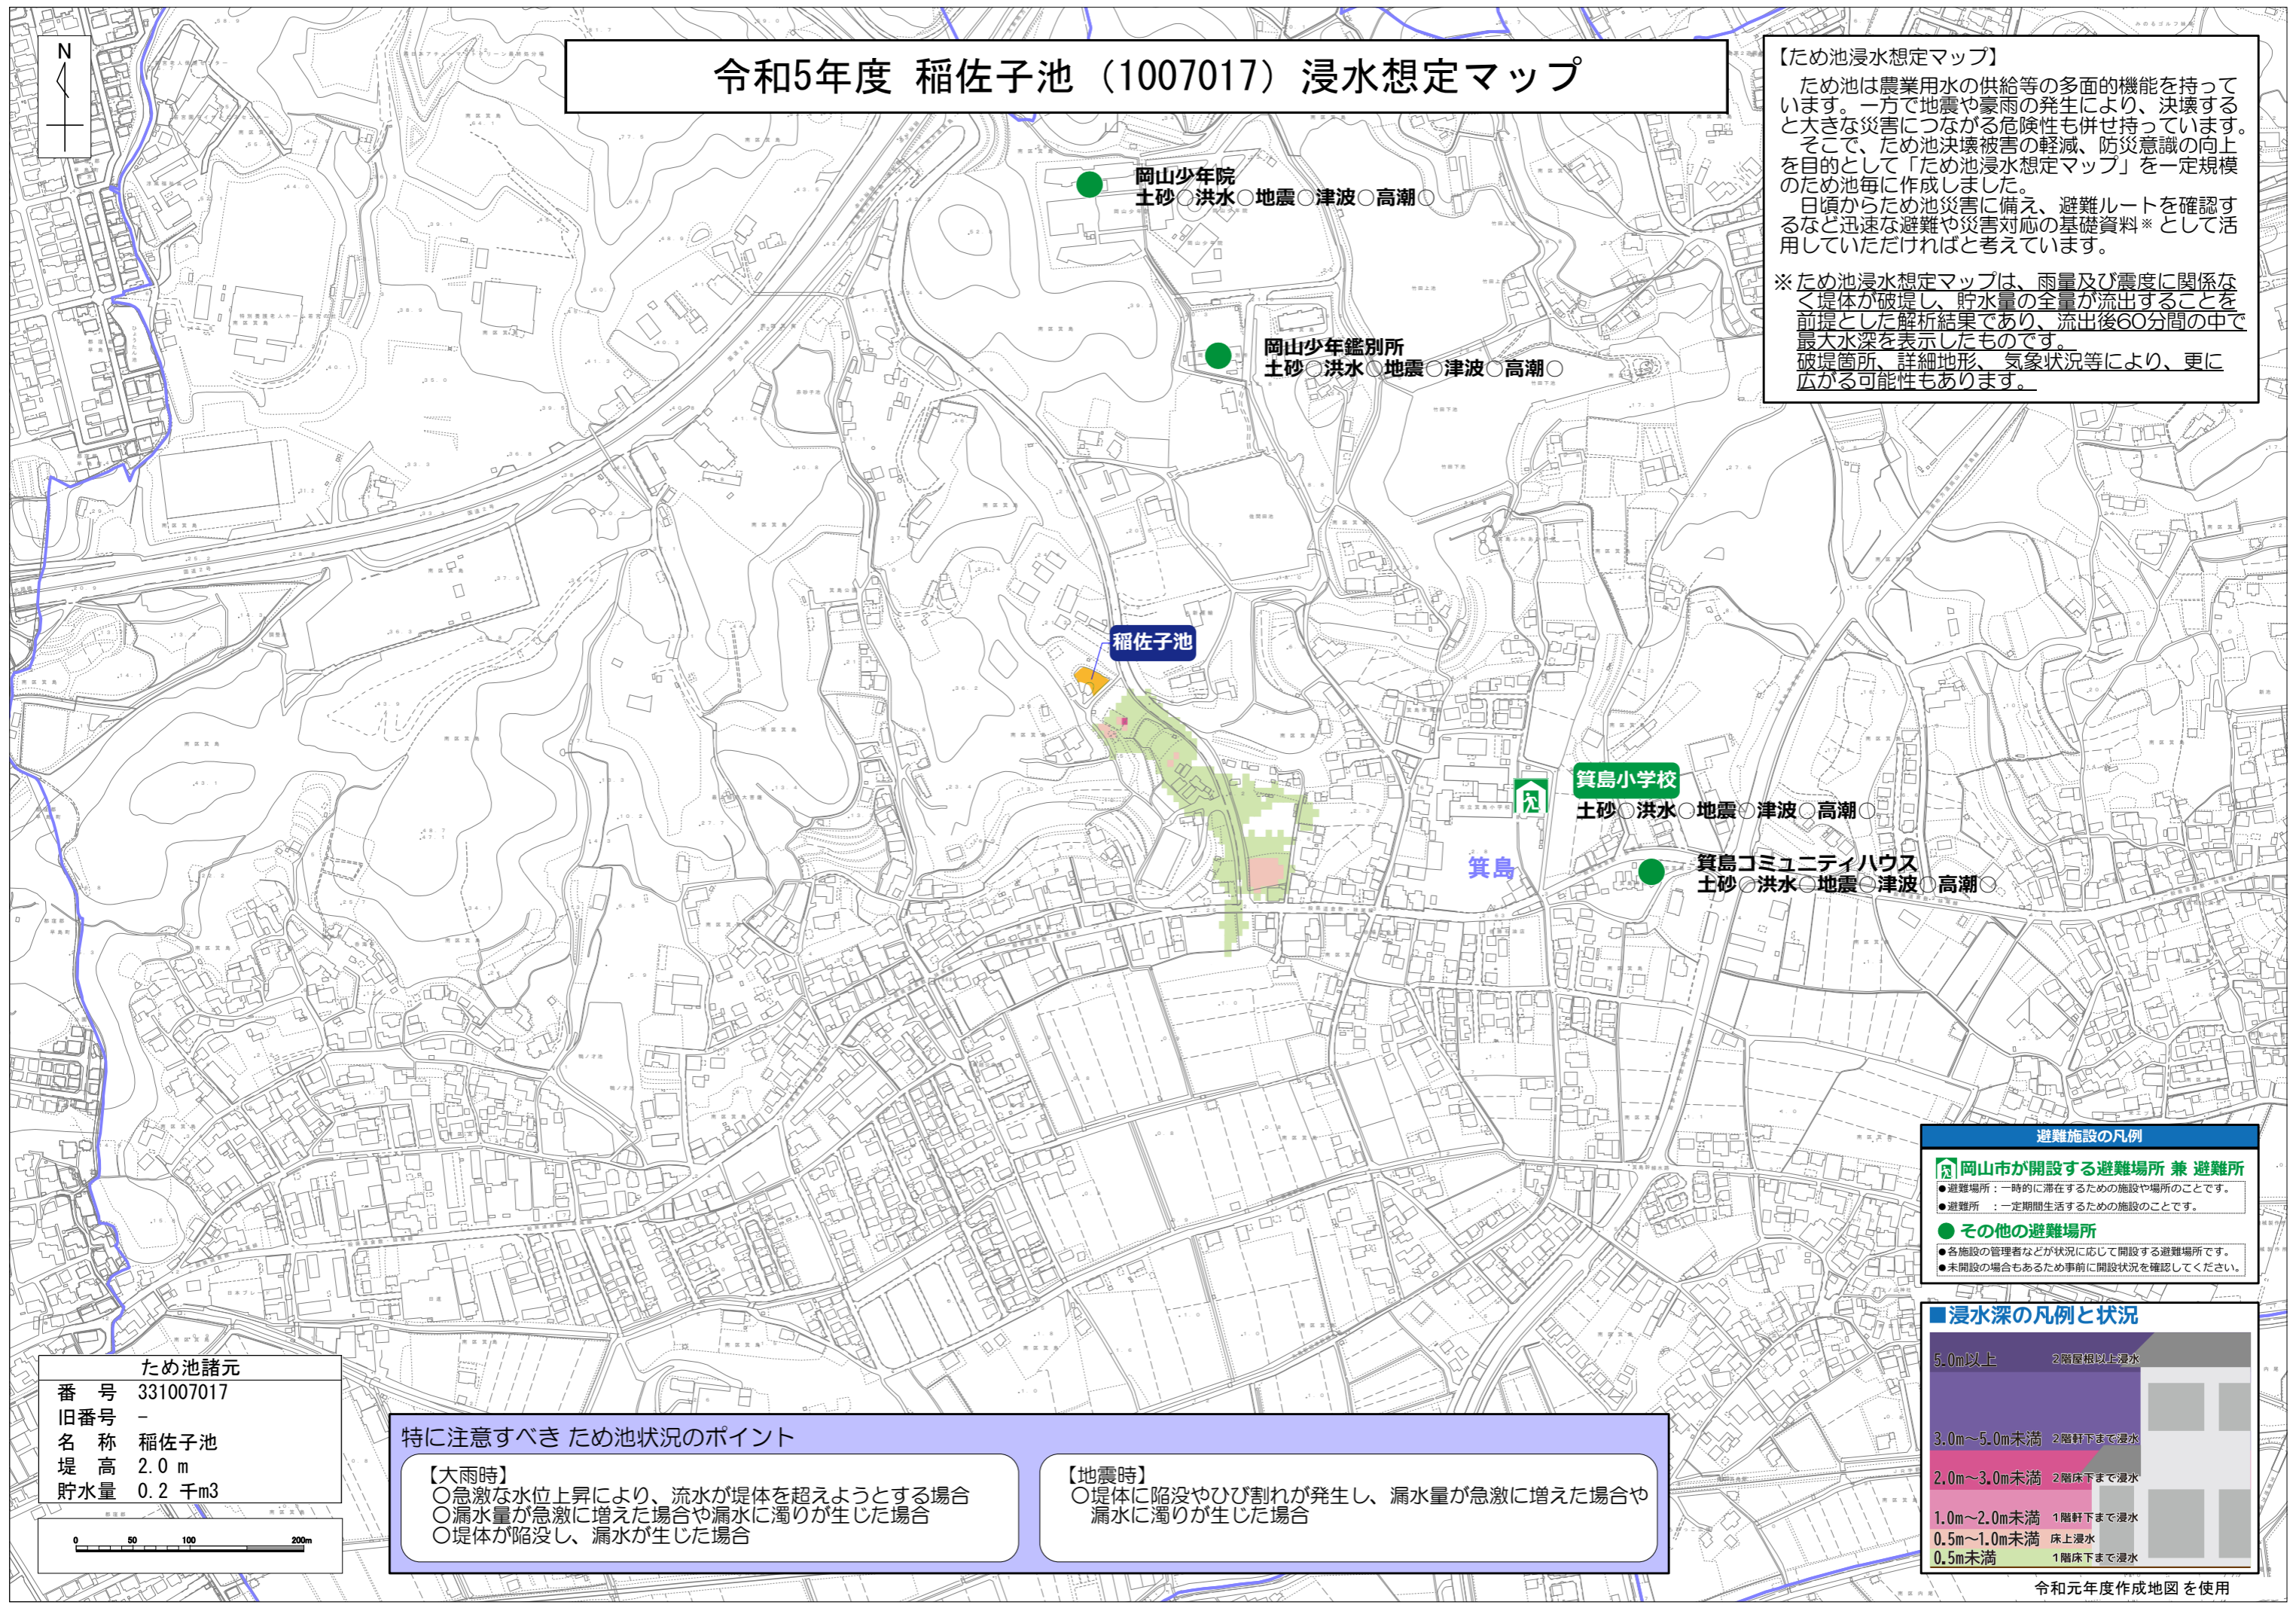 令和5年度 稲佐子池（1007017）浸水想定マップ
N
【ため池浸水想定マップ】
ため池は農業用水の供給等の多面的機能を持って
います。一方で地震や豪雨の発生により、決壊する
と大きな災害につながる危険性も併せ持っています。
そこで、ため池決壊被害の軽減、防災意識の向上
を目的として「ため池浸水想定マップ」を一定規模
のため池毎に作成しました。
日頃からため池災害に備え、避難ルートを確認す
るなど迅速な避難や災害対応の基礎資料※として活
用していただければと考えています。
※ため池浸水想定マップは、雨量及び震度に関係な
く堤体が破堤し、貯水量の全量が流出することを
前提とした解析結果であり、流出後60分間の中で
最大水深を表示したものです。
破堤箇所、詳細地形、気象状況等により、更に
広がる可能性もあります。
岡山少年院
土砂○洪水○地震○津波○高潮○
岡山少年鑑別所
土砂○洪水○地震○津波○高潮○
稲佐子池
箕島小学校
土砂○洪水○地震○津波○高潮○
箕島
箕島コミュニティハウス
土砂○洪水○地震○津波○高潮○
避難施設の凡例
岡山市が開設する避難場所 兼 避難所
●避難場所：一時的に滞在するための施設や場所のことです。
●避難所　：一定期間生活するための施設のことです。
● その他の避難場所
●各施設の管理者などが状況に応じて開設する避難場所です。
●未開設の場合もあるため事前に開設状況を確認してください。
■浸水深の凡例と状況
5.0m以上 2階屋根以上浸水
3.0m～5.0m未満 2階軒下まで浸水
2.0m～3.0m未満 2階床下まで浸水
1.0m～2.0m未満 1階軒下まで浸水
0.5m～1.0m未満 床上浸水
0.5m未満 1階床下まで浸水
令和元年度作成地図を使用
ため池諸元
番　号 331007017
旧番号 -
名　称 稲佐子池
堤　高 2.0 m
貯水量 0.2 千m3
0 50 100 200m
特に注意すべき ため池状況のポイント
【大雨時】
○急激な水位上昇により、流水が堤体を超えようとする場合
○漏水量が急激に増えた場合や漏水に濁りが生じた場合
○堤体が陥没し、漏水が生じた場合
【地震時】
○堤体に陥没やひび割れが発生し、漏水量が急激に増えた場合や
漏水に濁りが生じた場合